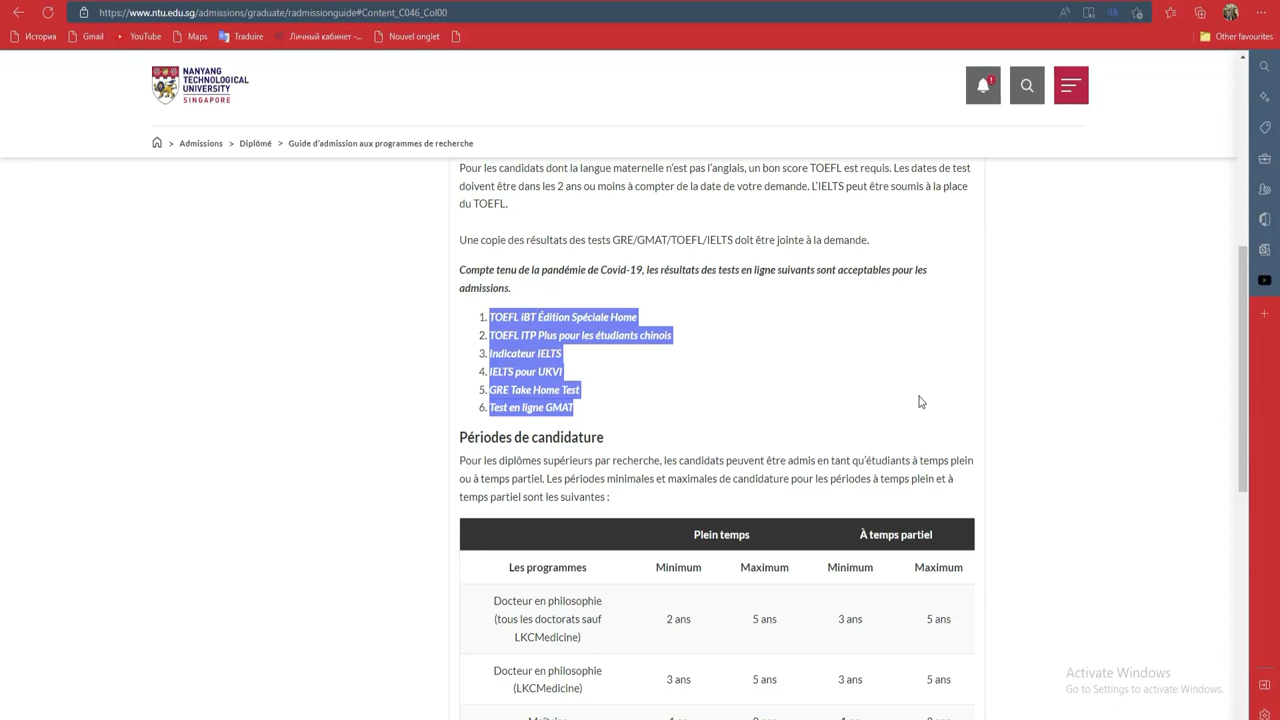 https://www.ntu.edu.sg/admissions/graduate/radmissionguide#Content_C046_Col00
История Gmail YouTube Maps Traduire Личный кабинет -... Nouvel onglet Other favourites
NANYANG
TECHNOLOGICAL
UNIVERSITY
SINGAPORE
> Admissions > Diplômé > Guide d'admission aux programmes de recherche
Pour les candidats dont la langue maternelle n'est pas l'anglais, un bon score TOEFL est requis. Les dates de test
doivent être dans les 2 ans ou moins à compter de la date de votre demande. L'IELTS peut être soumis à la place
du TOEFL.
Une copie des résultats des tests GRE/GMAT/TOEFL/IELTS doit être jointe à la demande.
Compte tenu de la pandémie de Covid-19, les résultats des tests en ligne suivants sont acceptables pour les
admissions.
1. TOEFL iBT Édition Spéciale Home
2. TOEFL ITP Plus pour les étudiants chinois
3. Indicateur IELTS
4. IELTS pour UKVI
5. GRE Take Home Test
6. Test en ligne GMAT
Périodes de candidature
Pour les diplômes supérieurs par recherche, les candidats peuvent être admis en tant qu'étudiants à temps plein
ou à temps partiel. Les périodes minimales et maximales de candidature pour les périodes à temps plein et à
temps partiel sont les suivantes :
Plein temps À temps partiel
Les programmes Minimum Maximum Minimum Maximum
Docteur en philosophie
(tous les doctorats sauf
LKCMedicine)
2 ans 5 ans 3 ans 5 ans
Docteur en philosophie
(LKCMedicine)
3 ans 5 ans 3 ans 5 ans
Activate Windows
Go to Settings to activate Windows.